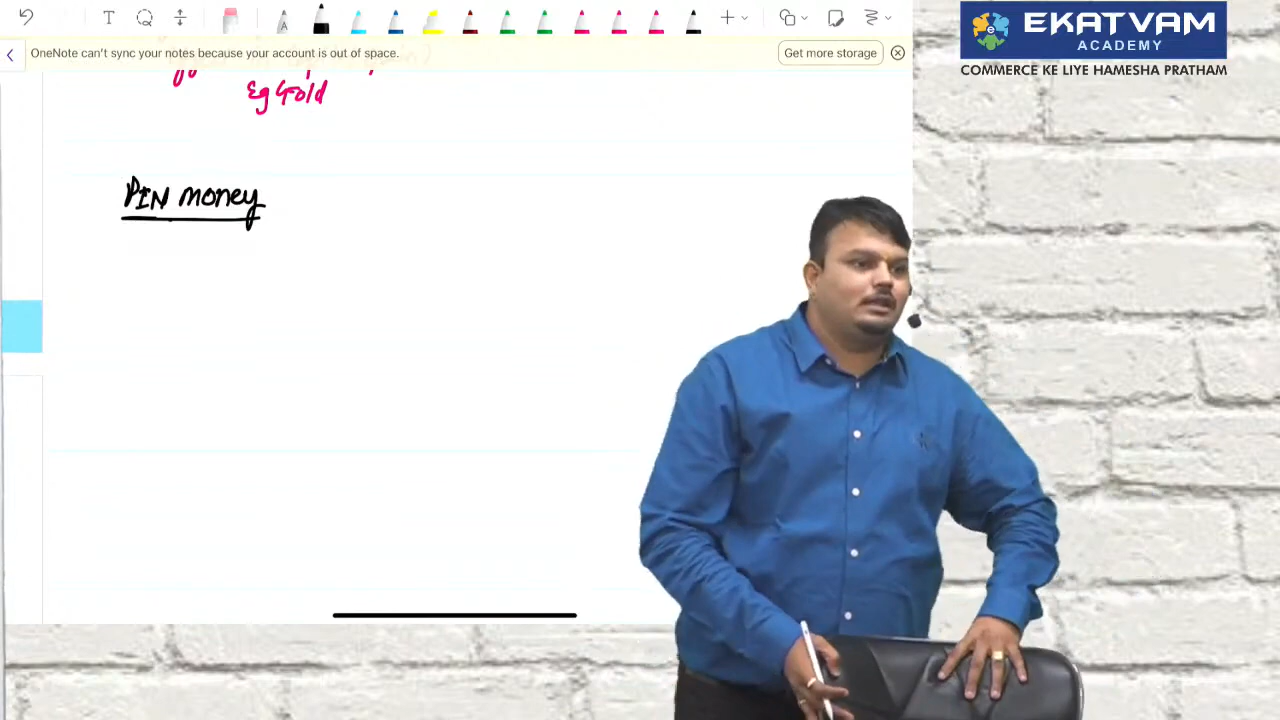 EKATVAM
ACADEMY
COMMERCE KE LIYE HAMESHA PRATHAM
OneNote can't sync your notes because your account is out of space.
Get more storage
Eg Gold
PIN money